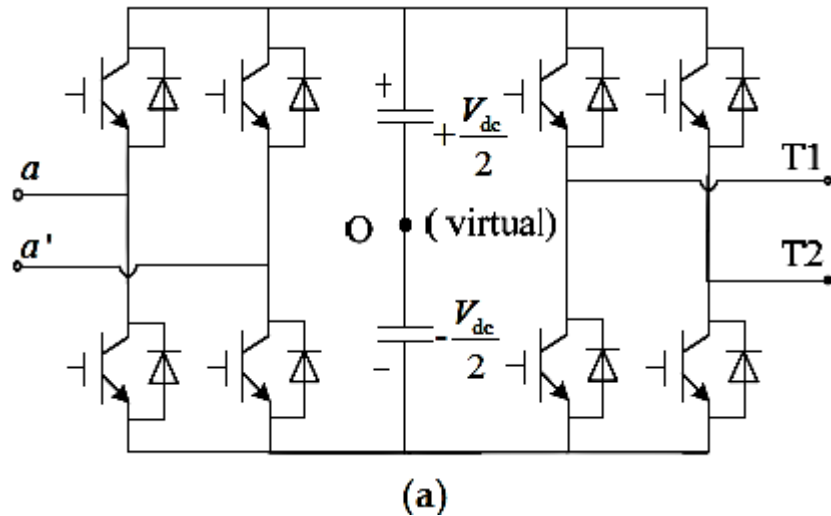 +
+ Vdc/2
a
T1
O ( virtual)
a'
T2
- Vdc/2
−
(a)